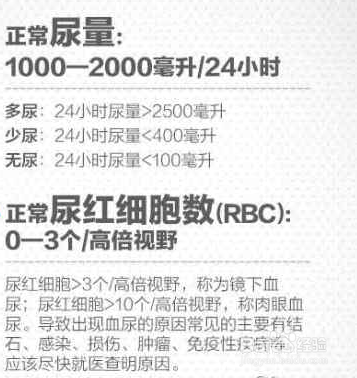 正常尿量:
1000—2000毫升/24小时
多尿：24小时尿量>2500毫升
少尿：24小时尿量<400毫升
无尿：24小时尿量<100毫升
正常尿红细胞数(RBC):
0—3个/高倍视野
尿红细胞>3个/高倍视野，称为镜下血
尿；尿红细胞>10个/高倍视野，称肉眼血
尿。导致出现血尿的原因常见的主要有结
石、感染、损伤、肿瘤、免疫性疾病等，
应该尽快就医查明原因。